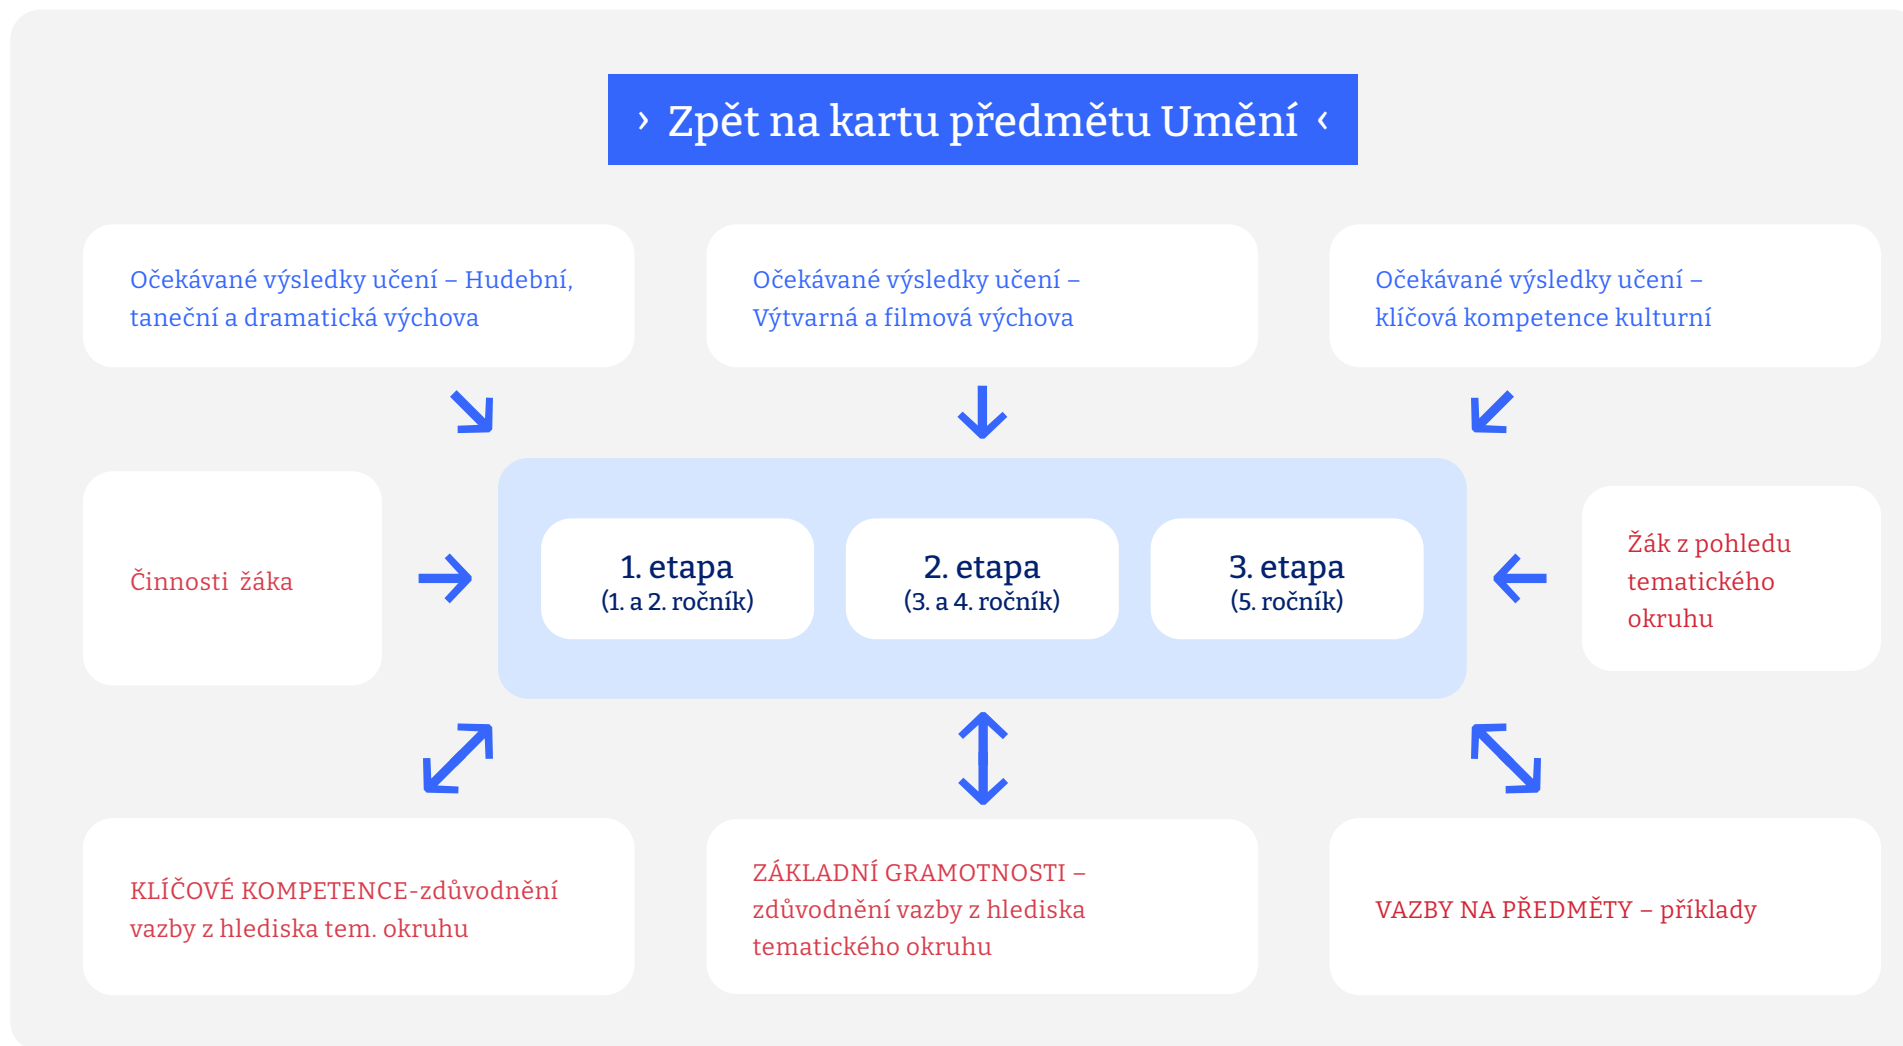 › Zpět na kartu předmětu Umění ‹
Očekávané výsledky učení – Hudební,
taneční a dramatická výchova
Očekávané výsledky učení –
Výtvarná a filmová výchova
Očekávané výsledky učení –
klíčová kompetence kulturní
Činnosti žáka
1. etapa
(1. a 2. ročník)
2. etapa
(3. a 4. ročník)
3. etapa
(5. ročník)
Žák z pohledu
tematického
okruhu
KLÍČOVÉ KOMPETENCE-zdůvodnění
vazby z hlediska tem. okruhu
ZÁKLADNÍ GRAMOTNOSTI –
zdůvodnění vazby z hlediska
tematického okruhu
VAZBY NA PŘEDMĚTY – příklady